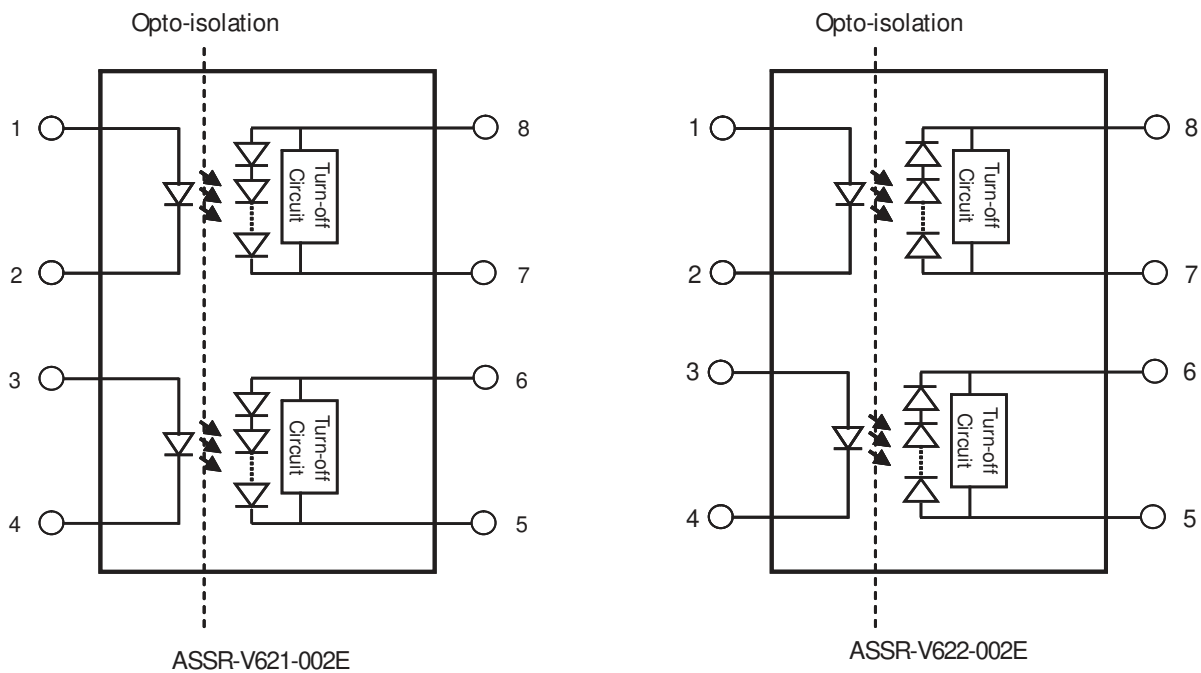 Opto-isolation
1
2
3
4
8
7
6
5
Turn-off
Circuit
Turn-off
Circuit
ASSR-V621-002E
Opto-isolation
1
2
3
4
8
7
6
5
Turn-off
Circuit
Turn-off
Circuit
ASSR-V622-002E